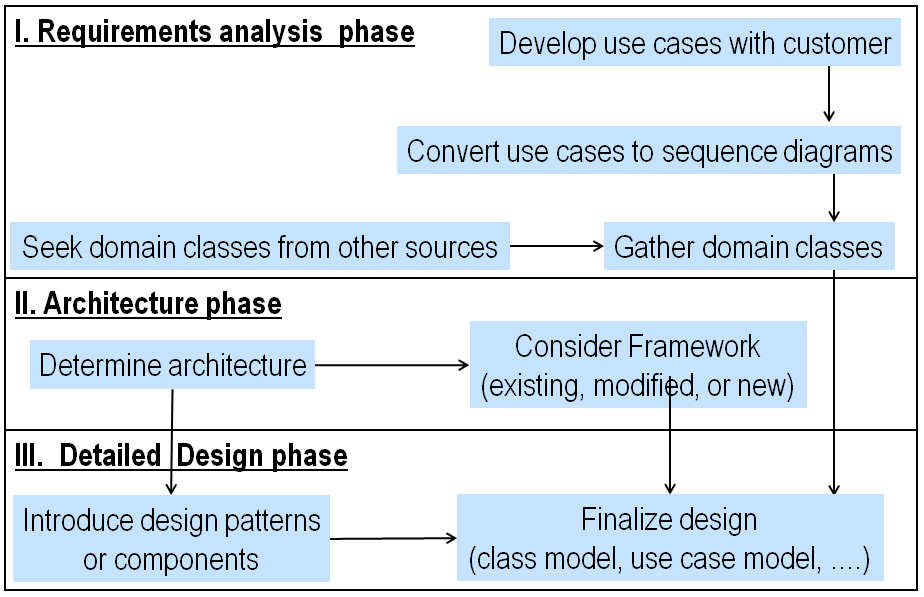 I. Requirements analysis phase
Develop use cases with customer
Convert use cases to sequence diagrams
Seek domain classes from other sources
Gather domain classes
II. Architecture phase
Determine architecture
Consider Framework
(existing, modified, or new)
III. Detailed Design phase
Introduce design patterns
or components
Finalize design
(class model, use case model, ....)